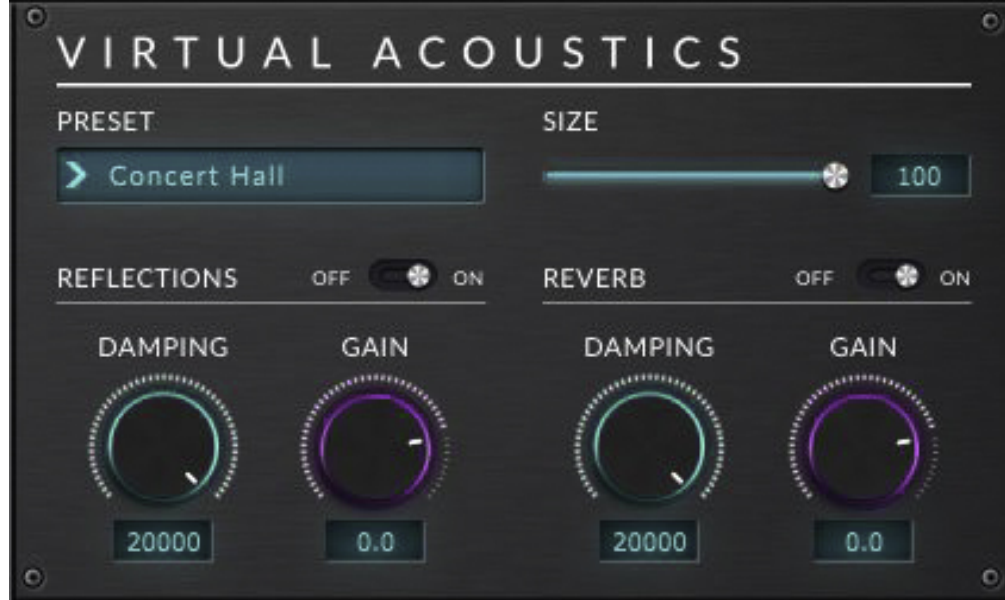 VIRTUAL ACOUSTICS
PRESET
Concert Hall
SIZE
100
REFLECTIONS
OFF
ON
REVERB
OFF
ON
DAMPING
GAIN
DAMPING
GAIN
20000
0.0
20000
0.0